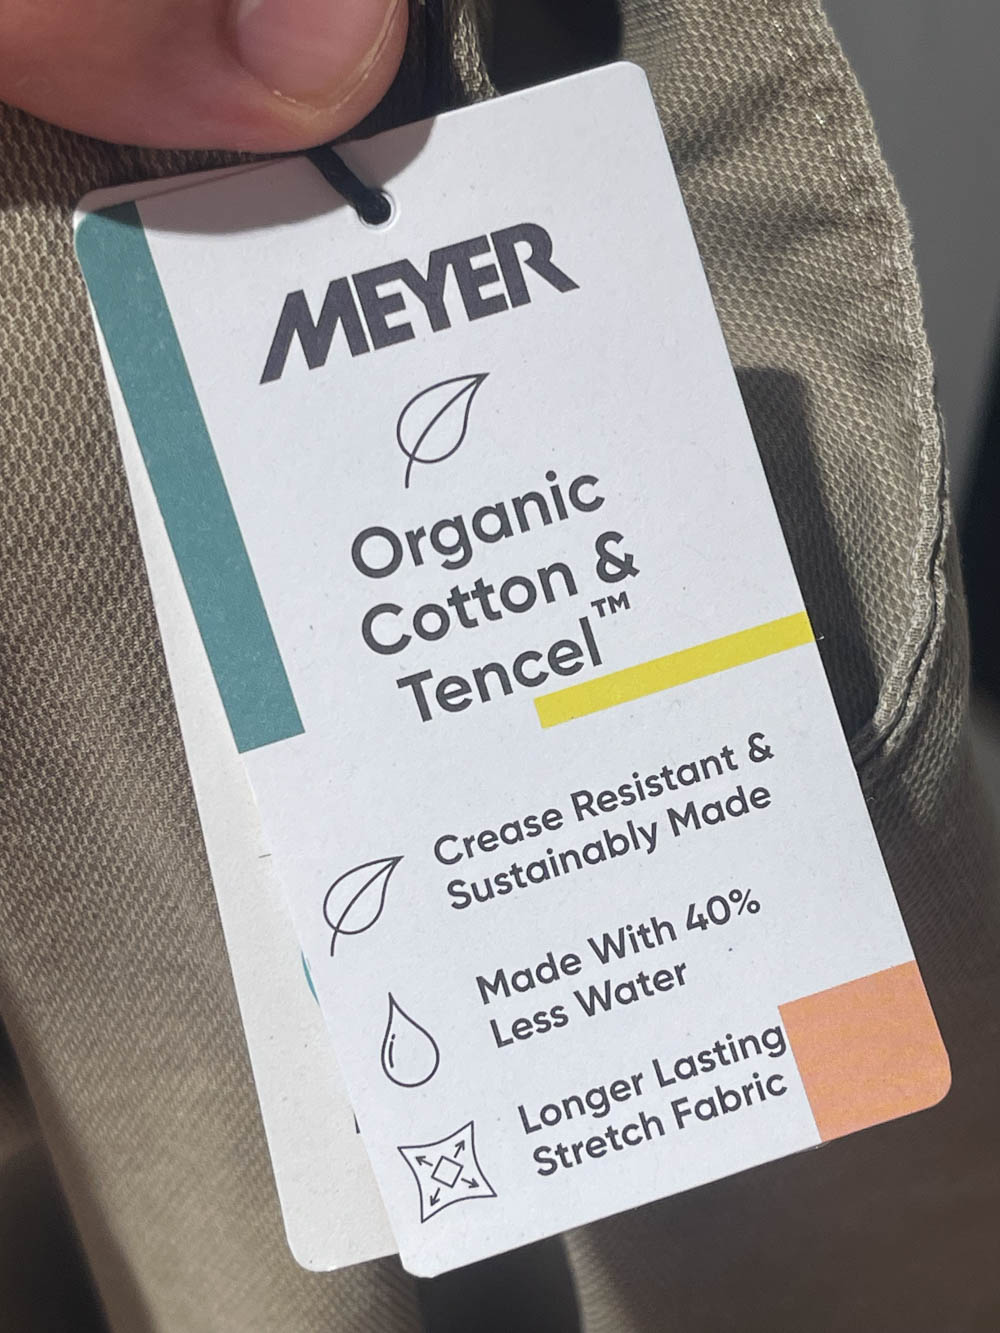 MEYER
Organic
Cotton &
Tencel™
Crease Resistant &
Sustainably Made
Made With 40%
Less Water
Longer Lasting
Stretch Fabric